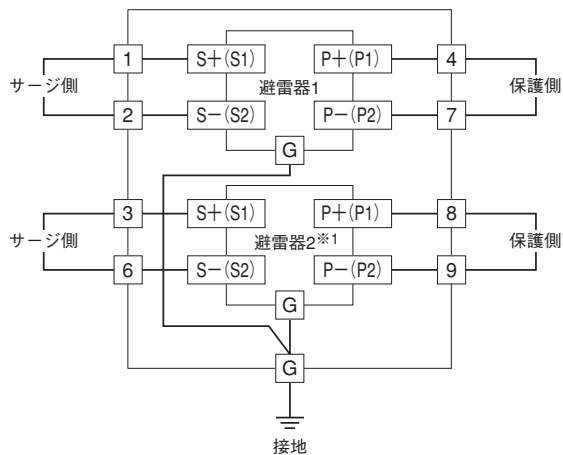 1 S+(S1) P+(P1) 4
サージ側 避雷器1 保護側
2 S−(S2) P−(P2) 7
G
3 S+(S1) P+(P1) 8
サージ側 避雷器2※1 保護側
6 S−(S2) P−(P2) 9
G
G
接地